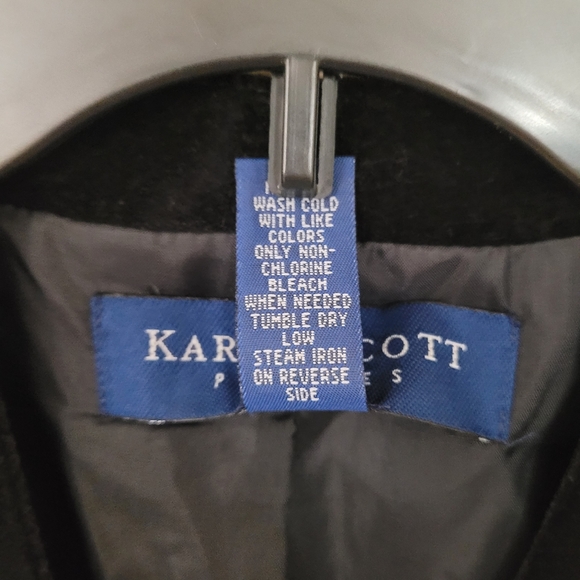 WASH COLD
WITH LIKE
COLORS
ONLY NON-
CHLORINE
BLEACH
WHEN NEEDED
TUMBLE DRY
LOW
STEAM IRON
ON REVERSE
SIDE
KAR COTT
P ES